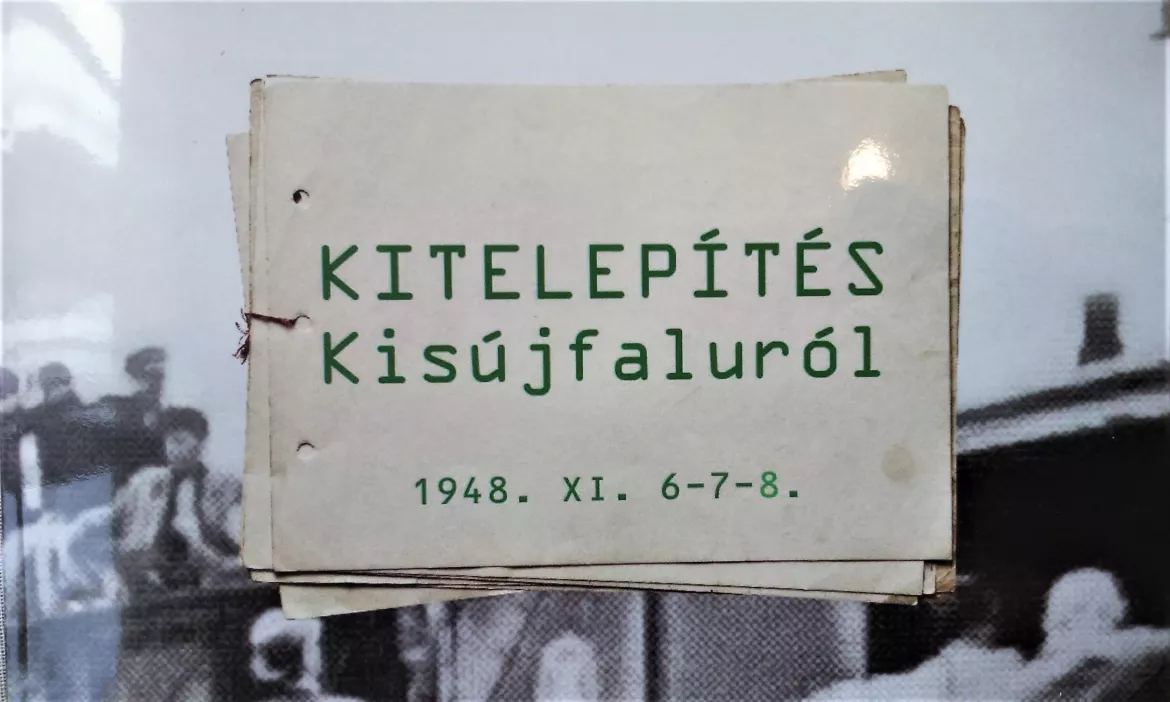 KITELEPÍTÉS
Kisújfaluról
1948. XI. 6-7-8.